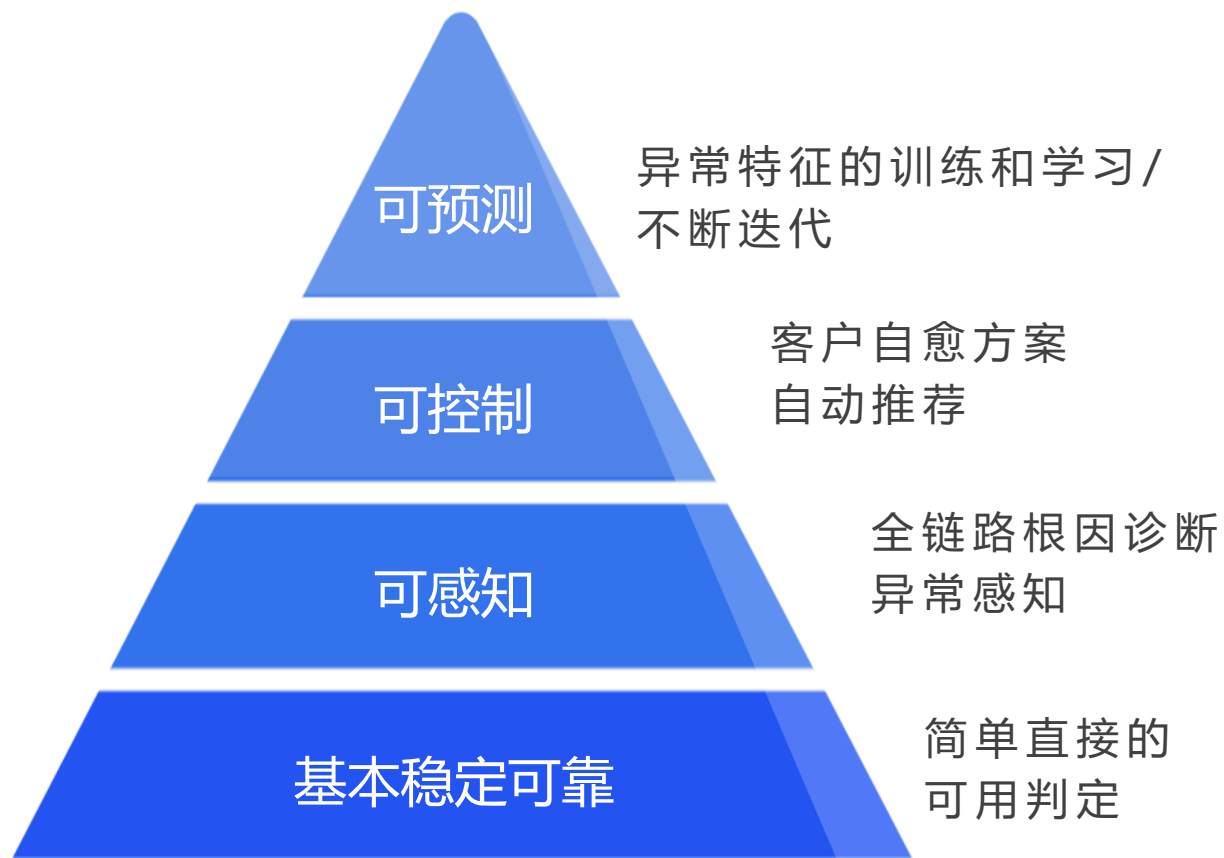 可预测
异常特征的训练和学习/
不断迭代
可控制
客户自愈方案
自动推荐
可感知
全链路根因诊断
异常感知
基本稳定可靠
简单直接的
可用判定